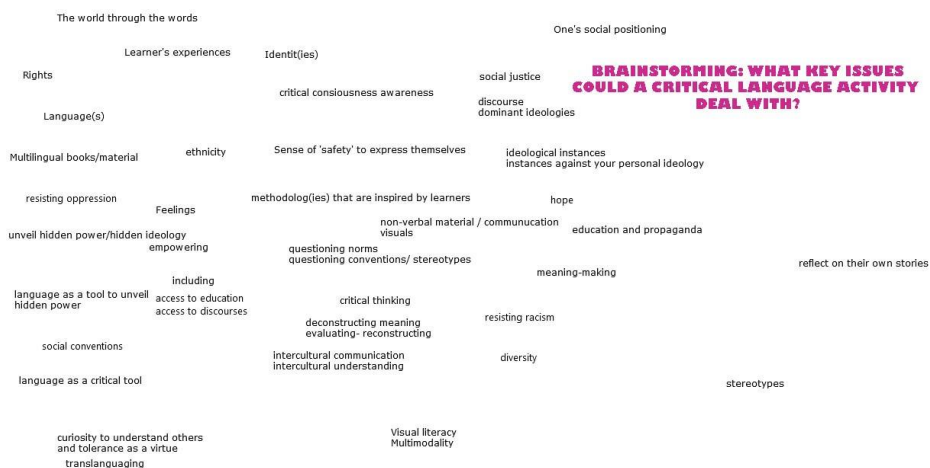 The world through the words
One's social positioning
Learner's experiences
Identit(ies)
BRAINSTORMING: WHAT KEY ISSUES
COULD A CRITICAL LANGUAGE ACTIVITY
DEAL WITH?
Rights
social justice
critical consiousness awareness
discourse
dominant ideologies
Language(s)
Multilingual books/material
ethnicity
Sense of 'safety' to express themselves
ideological instances
instances against your personal ideology
resisting oppression
methodolog(ies) that are inspired by learners
hope
Feelings
non-verbal material / communucation
visuals
education and propaganda
unveil hidden power/hidden ideology
empowering
questioning norms
questioning conventions/ stereotypes
reflect on their own stories
meaning-making
including
language as a tool to unveil
hidden power
access to education
access to discourses
critical thinking
deconstructing meaning
evaluating- reconstructing
resisting racism
social conventions
intercultural communication
intercultural understanding
diversity
language as a critical tool
stereotypes
Visual literacy
Multimodality
curiosity to understand others
and tolerance as a virtue
translanguaging